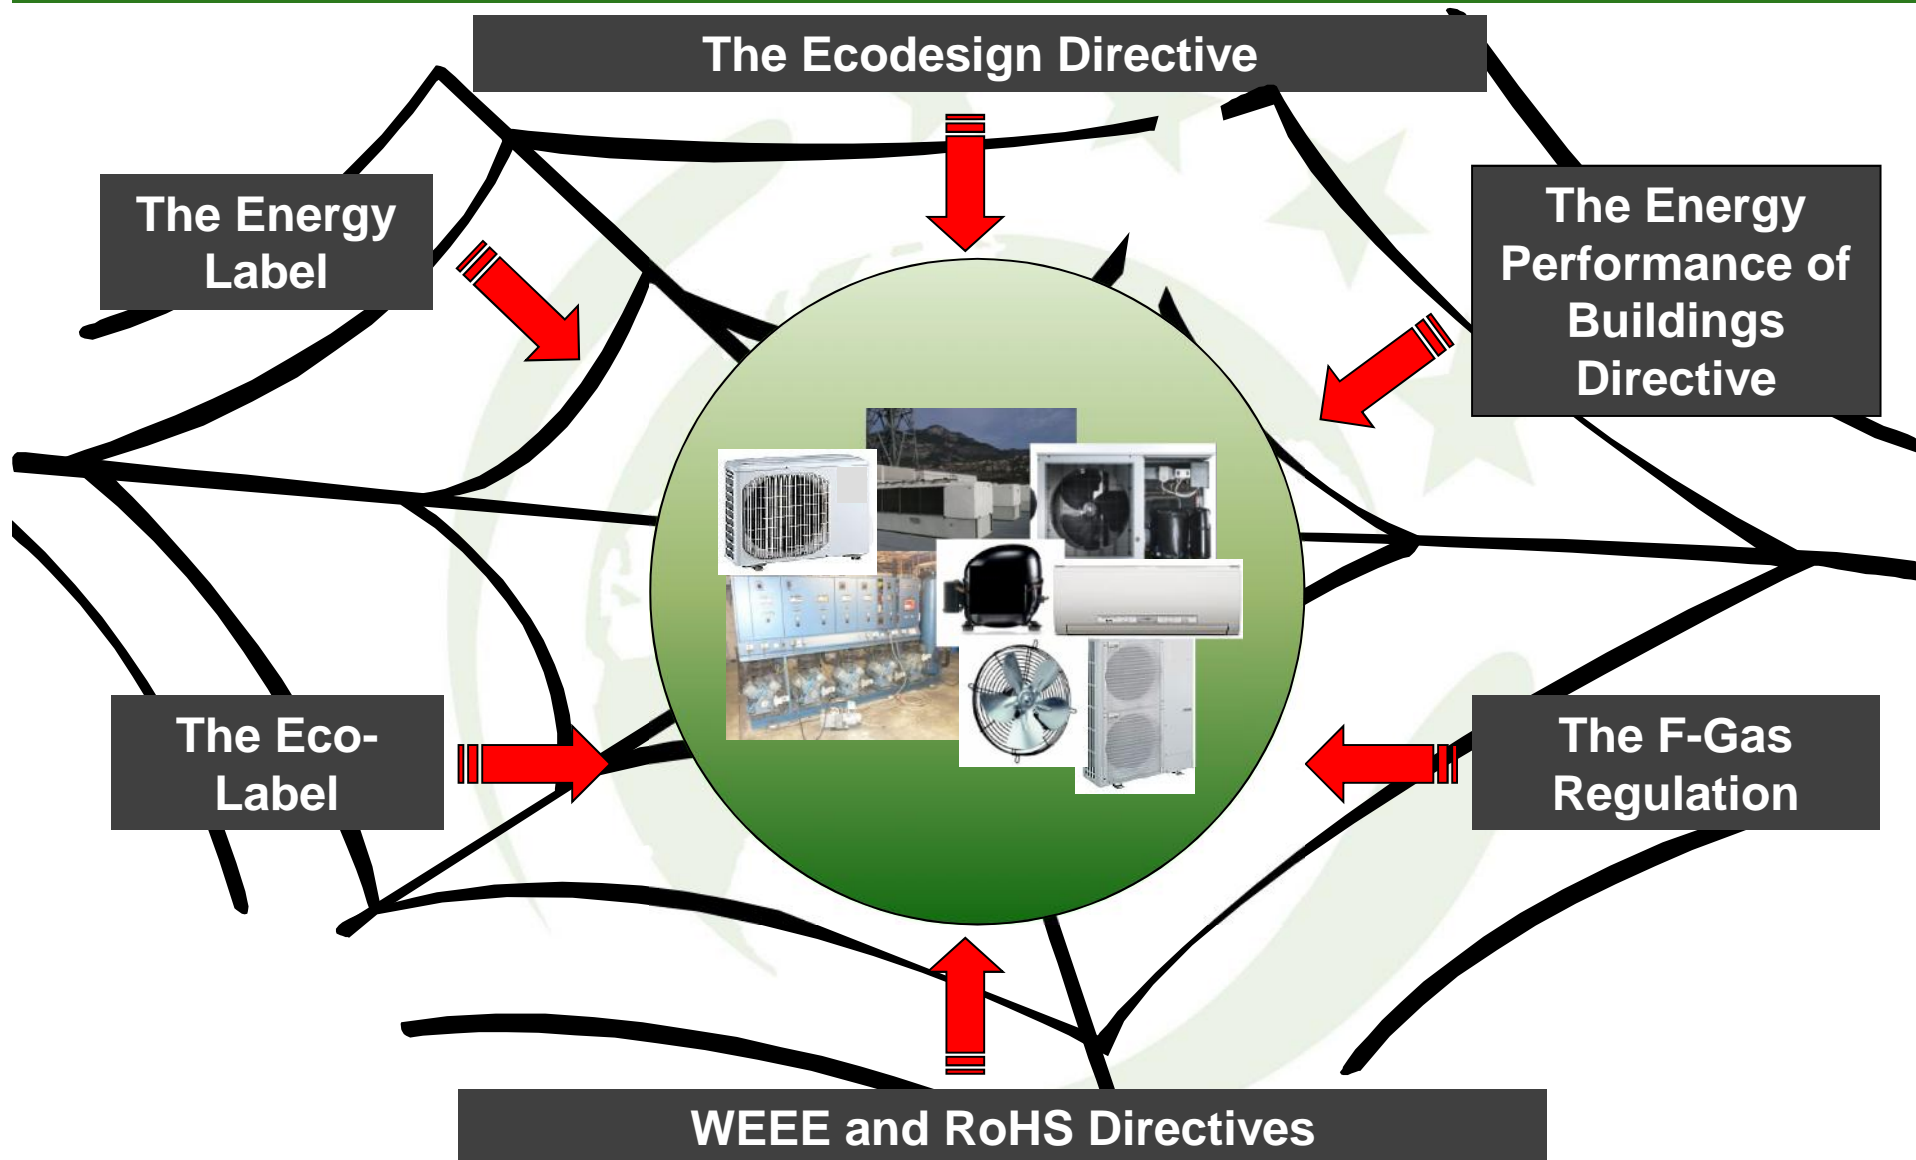 The Ecodesign Directive
The Energy
Label
The Energy
Performance of
Buildings
Directive
The Eco-
Label
The F-Gas
Regulation
WEEE and RoHS Directives